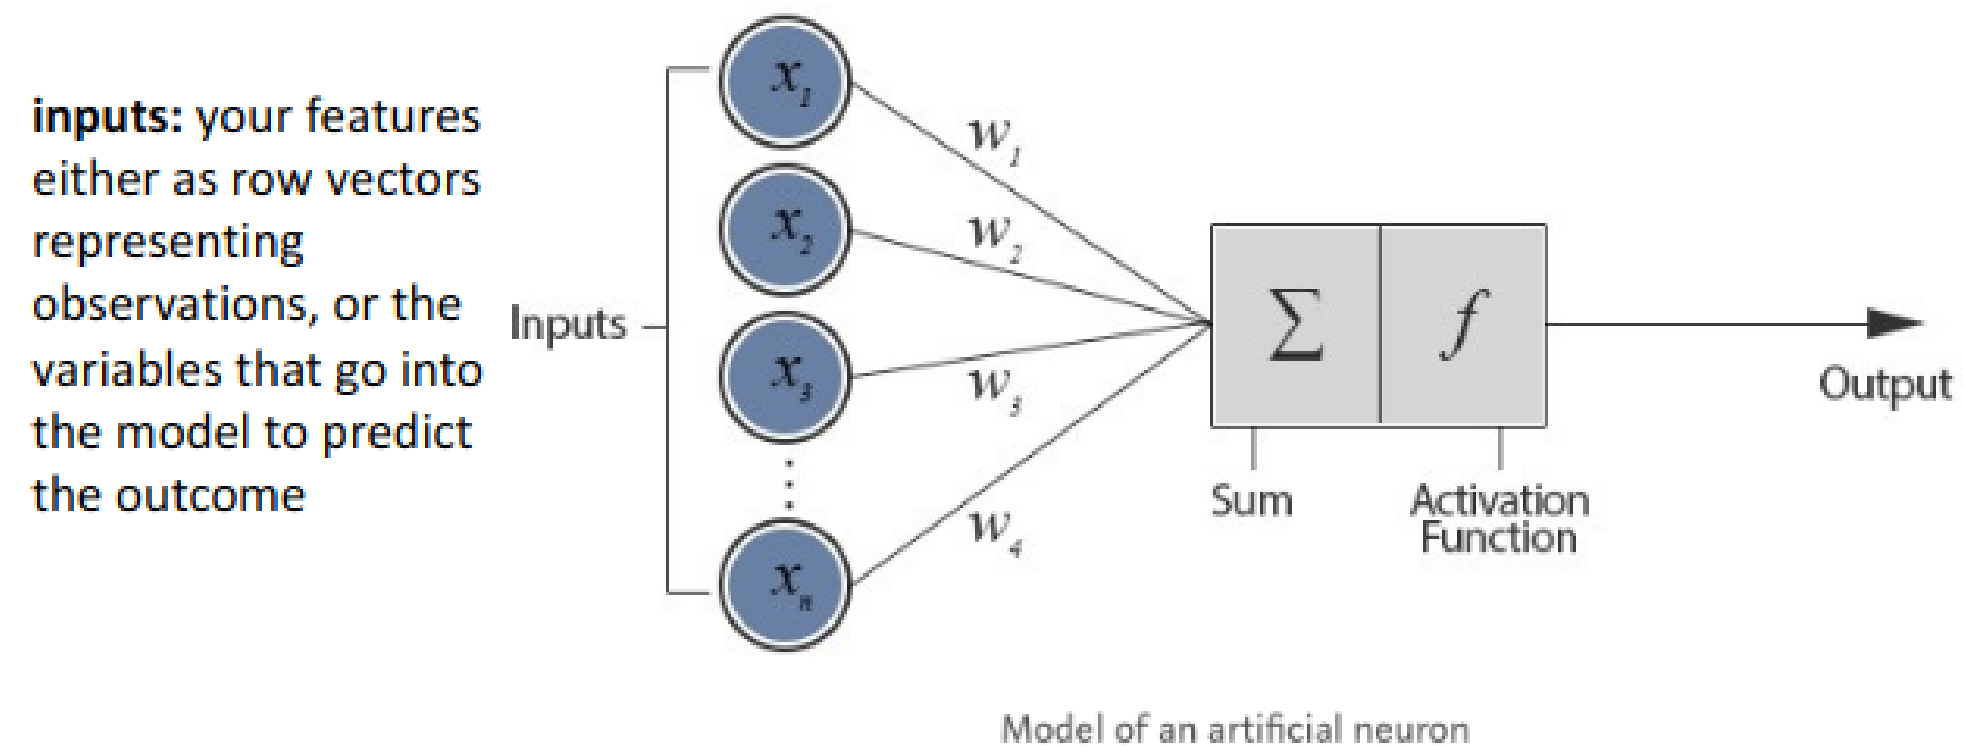 inputs: your features
either as row vectors
representing
observations, or the
variables that go into
the model to predict
the outcome
Inputs
x1
x2
x3
xn
w1
w2
w3
w4
Σ
f
Sum
Activation
Function
Output
Model of an artificial neuron